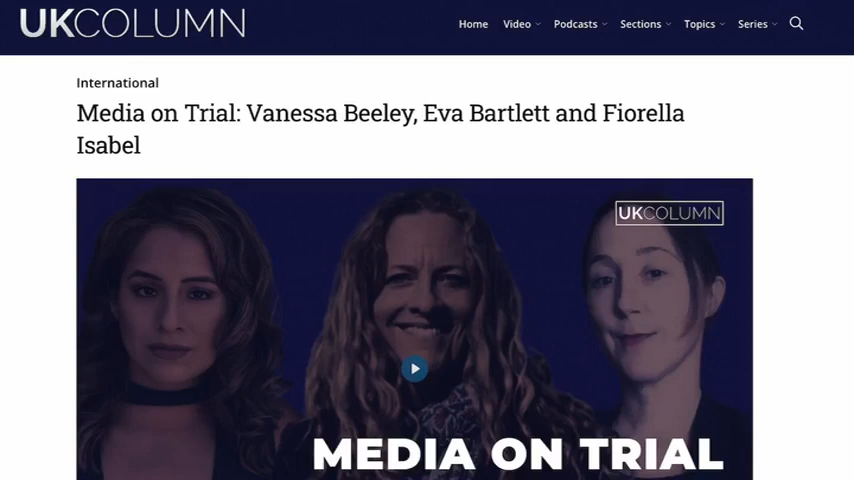 UKCOLUMN
Home Video Podcasts Sections Topics Series
International
Media on Trial: Vanessa Beeley, Eva Bartlett and Fiorella
Isabel
UKCOLUMN
MEDIA ON TRIAL